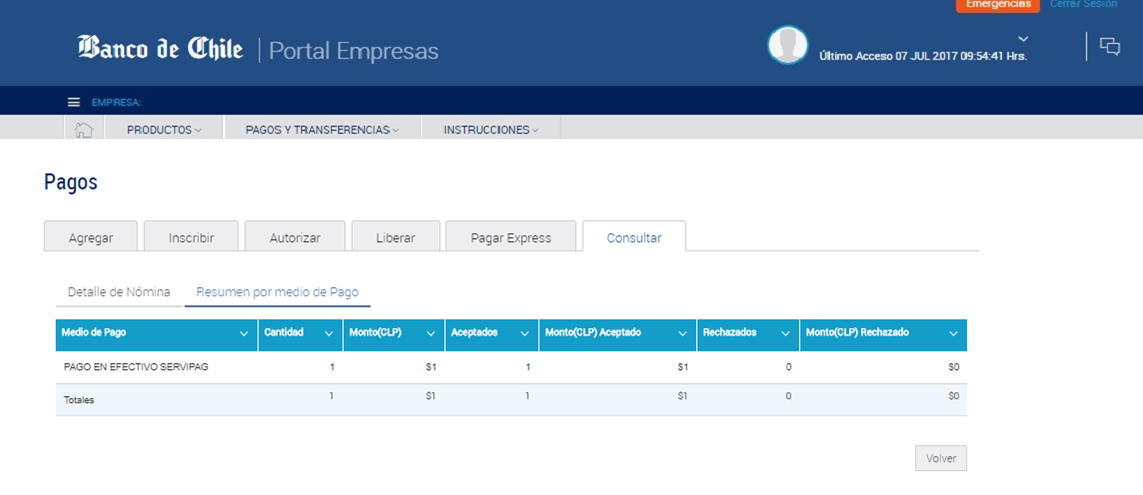 Emergencias Cerrar Sesión
Banco de Chile | Portal Empresas
Último Acceso 07 JUL 2017 09:54:41 Hrs.
EMPRESA:
PRODUCTOS PAGOS Y TRANSFERENCIAS INSTRUCCIONES
Pagos
Agregar Inscribir Autorizar Liberar Pagar Express Consultar
Detalle de Nómina Resumen por medio de Pago
Medio de Pago Cantidad Monto(CLP) Aceptados Monto(CLP) Aceptado Rechazados Monto(CLP) Rechazado
PAGO EN EFECTIVO SERVIPAG 1 $1 1 $1 0 $0
Totales 1 $1 1 $1 0 $0
Volver